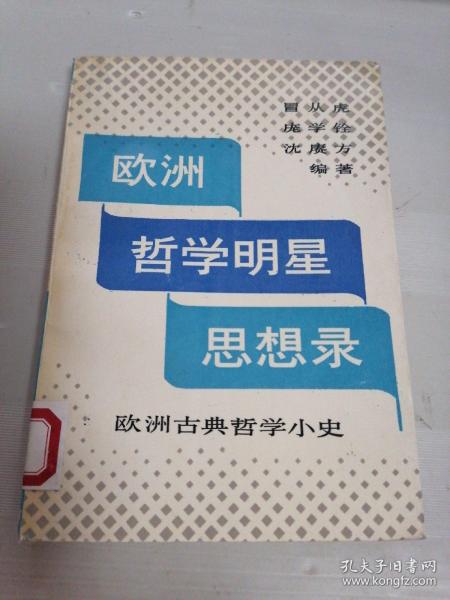 冒从虎
庞学铨
沈赓方
编著
欧洲
哲学明星
思想录
欧洲古典哲学小史
孔夫子旧书网
www.kongfz.com